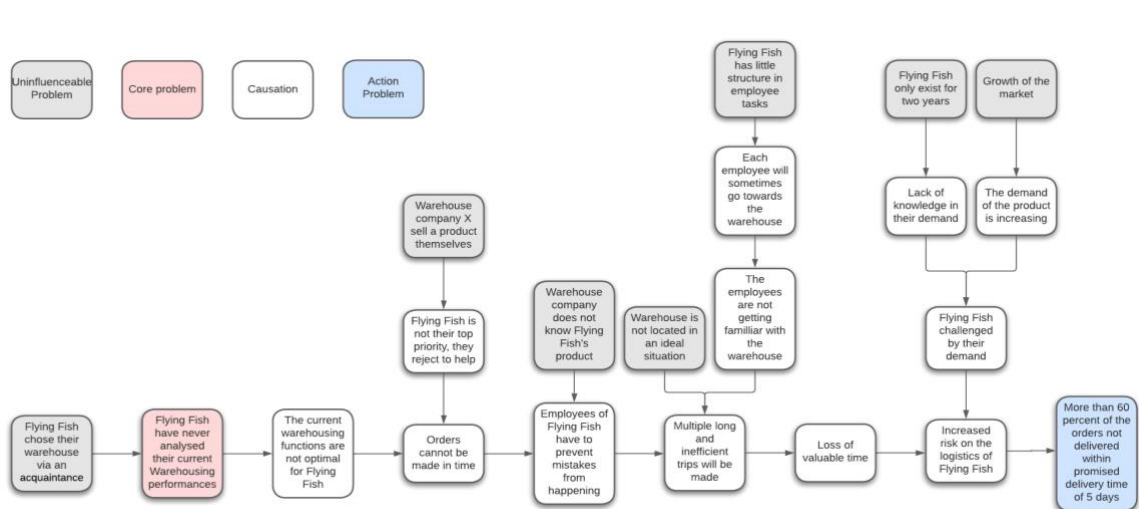 Uninfluenceable
Problem
Core problem
Causation
Action
Problem
Flying Fish
has little
structure in
employee
tasks
Flying Fish
only exist for
two years
Growth of the
market
Each
employee will
sometimes
go towards
the
warehouse
Lack of
knowledge in
their demand
The demand
of the product
is increasing
Warehouse
company X
sell a product
themselves
Warehouse
company
does not
know Flying
Fish's
product
Warehouse is
not located in
an ideal
situation
The
employees
are not
getting
familliar with
the
warehouse
Flying Fish is
not their top
priority, they
reject to help
Flying Fish
challenged
by their
demand
Flying Fish
chose their
warehouse
via an
acquaintance
Flying Fish
have never
analysed
their current
Warehousing
performances
The current
warehousing
functions are
not optimal
for Flying
Fish
Orders
cannot be
made in time
Employees of
Flying Fish
have to
prevent
mistakes
from
happening
Multiple long
and
inefficient
trips will be
made
Loss of
valuable time
Increased
risk on the
logistics of
Flying Fish
More than 60
percent of the
orders not
delivered
within
promised
delivery time
of 5 days